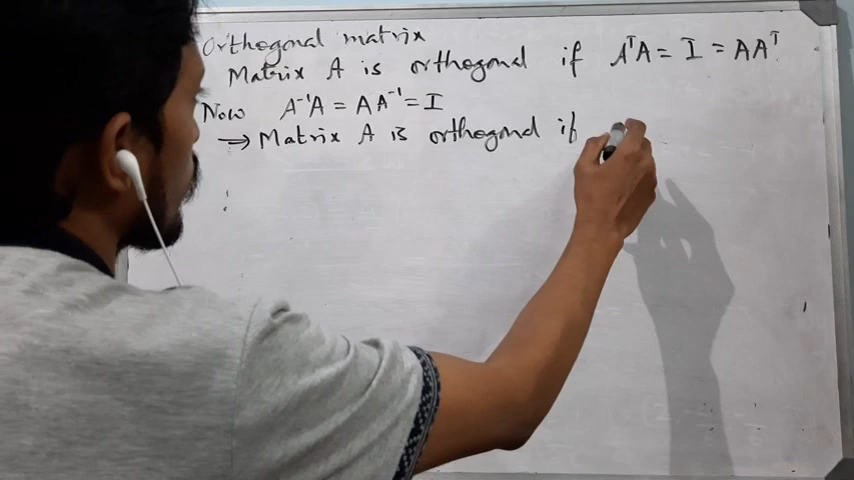 Orthogonal matrix
Matrix A is orthogonal if AᵀA = I = AAᵀ
Now A⁻¹A = AA⁻¹ = I
→ Matrix A is orthogonal if